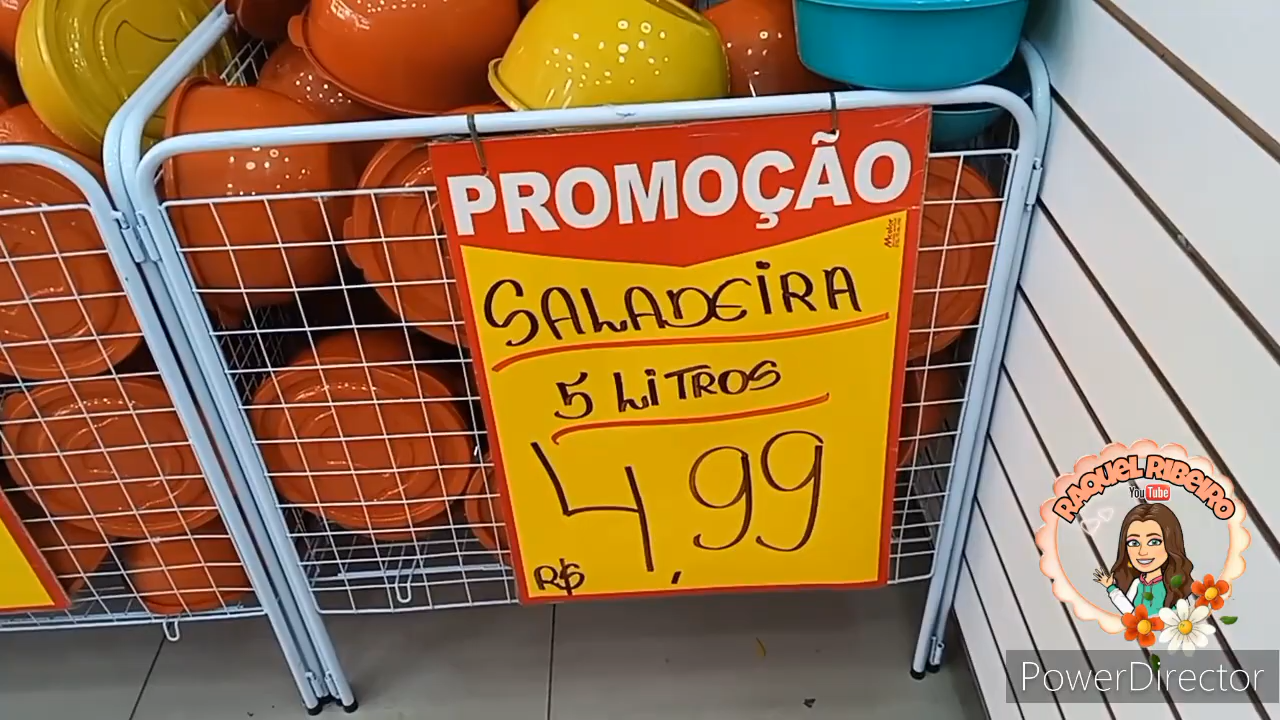 PROMOÇÃO
SALADEIRA
5 LITROS
4,99
R$
RAQUEL RIBEIRO
YouTube
PowerDirector